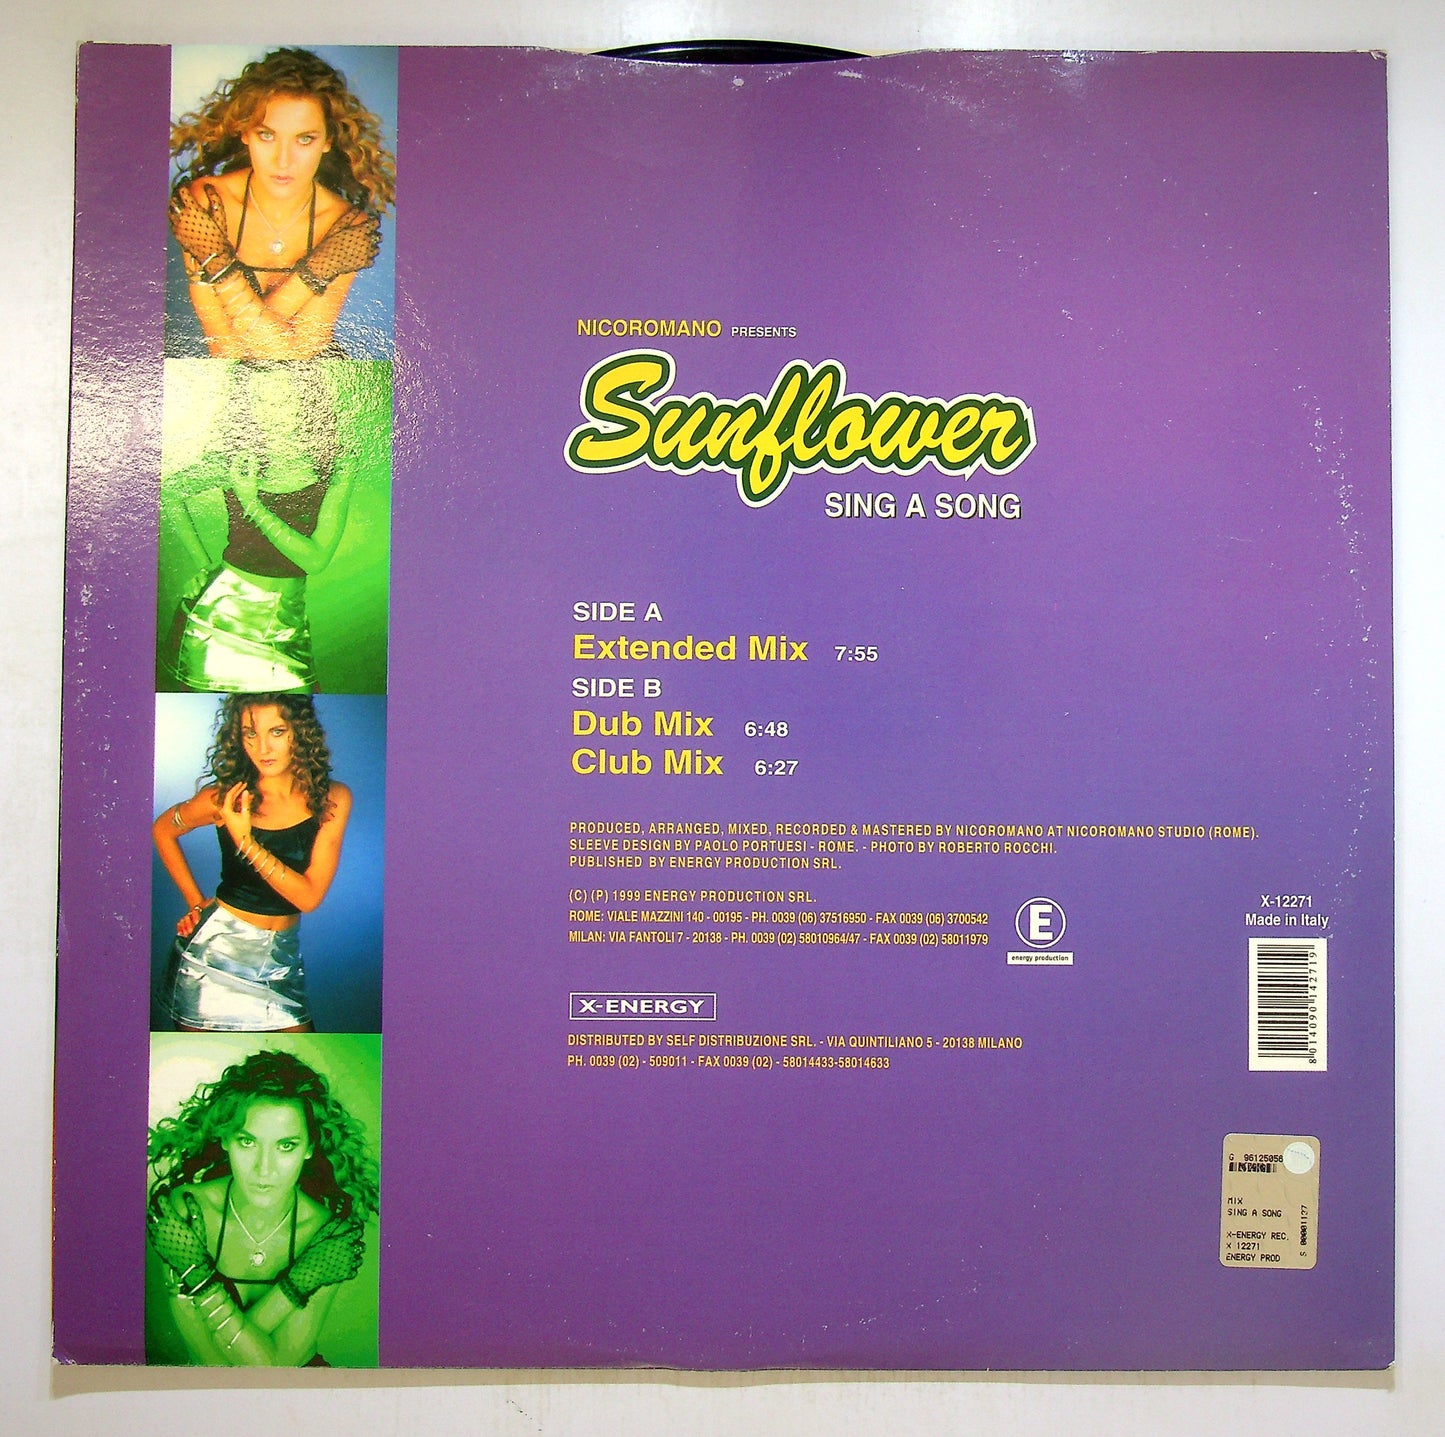 NICOROMANO PRESENTS
Sunflower
SING A SONG
SIDE A
Extended Mix 7:55
SIDE B
Dub Mix 6:48
Club Mix 6:27
PRODUCED, ARRANGED, MIXED, RECORDED & MASTERED BY NICOROMANO AT NICOROMANO STUDIO (ROME).
SLEEVE DESIGN BY PAOLO PORTUESI - ROME. - PHOTO BY ROBERTO ROCCHI.
PUBLISHED BY ENERGY PRODUCTION SRL.
(C) (P) 1999 ENERGY PRODUCTION SRL.
ROME: VIALE MAZZINI 140 - 00195 - PH. 0039 (06) 37516950 - FAX 0039 (06) 3700542
MILAN: VIA FANTOLI 7 - 20138 - PH. 0039 (02) 58010964/47 - FAX 0039 (02) 58011979
E
energy production
X-ENERGY
DISTRIBUTED BY SELF DISTRIBUZIONE SRL. - VIA QUINTILIANO 5 - 20138 MILANO
PH. 0039 (02) - 509011 - FAX 0039 (02) - 58014433-58014633
X-12271
Made in Italy
8 014090 142719
G 96125056
MIX
SING A SONG
X-ENERGY REC.
X 12271
ENERGY PROD
S 00001127